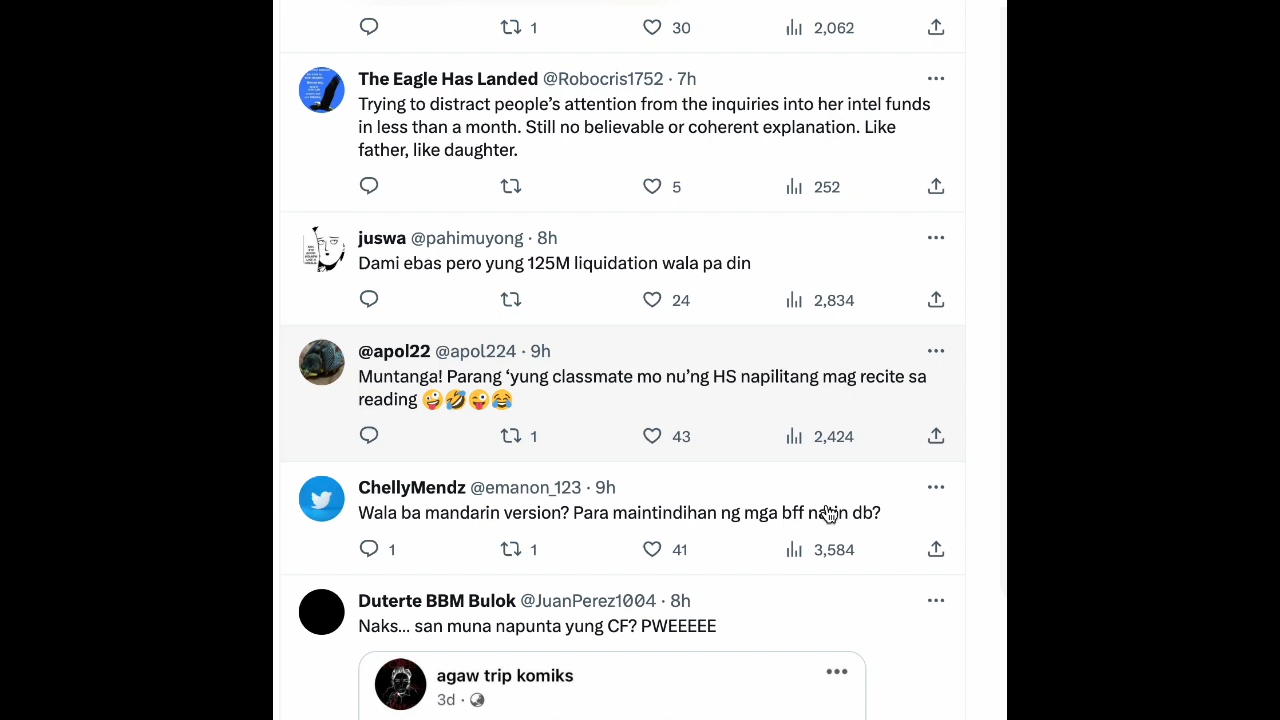 1 30 2,062
The Eagle Has Landed @Robocris1752 · 7h
Trying to distract people’s attention from the inquiries into her intel funds
in less than a month. Still no believable or coherent explanation. Like
father, like daughter.
5 252
juswa @pahimuyong · 8h
Dami ebas pero yung 125M liquidation wala pa din
24 2,834
@apol22 @apol224 · 9h
Muntanga! Parang ‘yung classmate mo nu’ng HS napilitang mag recite sa
reading 🤪🤣😜😂
1 43 2,424
ChellyMendz @emanon_123 · 9h
Wala ba mandarin version? Para maintindihan ng mga bff db?
1 1 41 3,584
Duterte BBM Bulok @JuanPerez1004 · 8h
Naks... san muna napunta yung CF? PWEEEEE
agaw trip komiks
3d ·